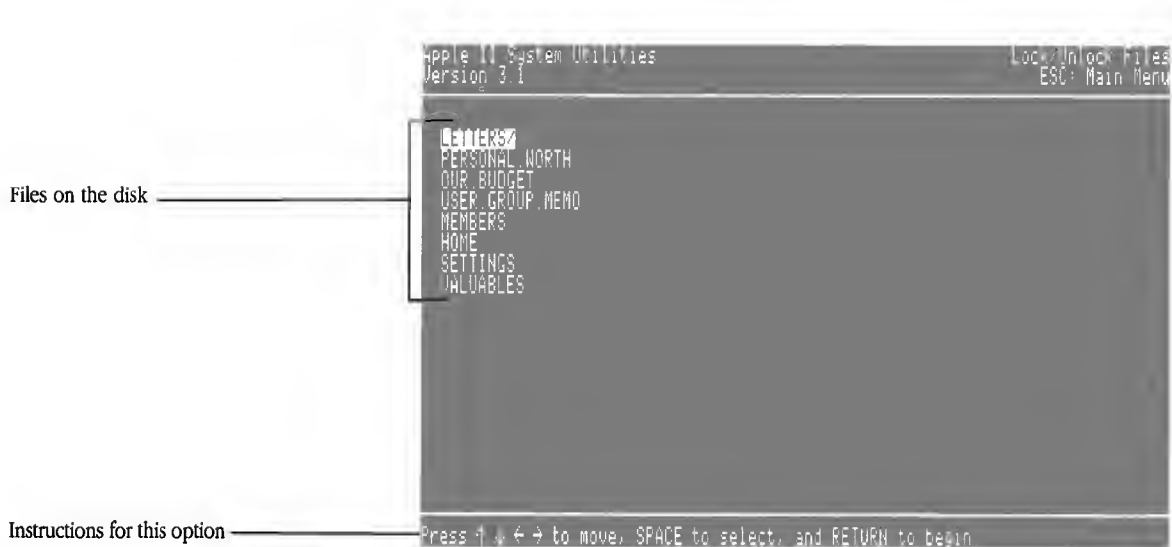 Apple II System Utilities
Lock/Unlock Files
Version 3.1
ESC: Main Menu
LETTERS/
PERSONAL.WORTH
OUR.BUDGET
USER.GROUP.MEMO
MEMBERS
HOME
SETTINGS
VALUABLES
Files on the disk
Instructions for this option
Press ↑ ↓ ← → to move, SPACE to select, and RETURN to begin